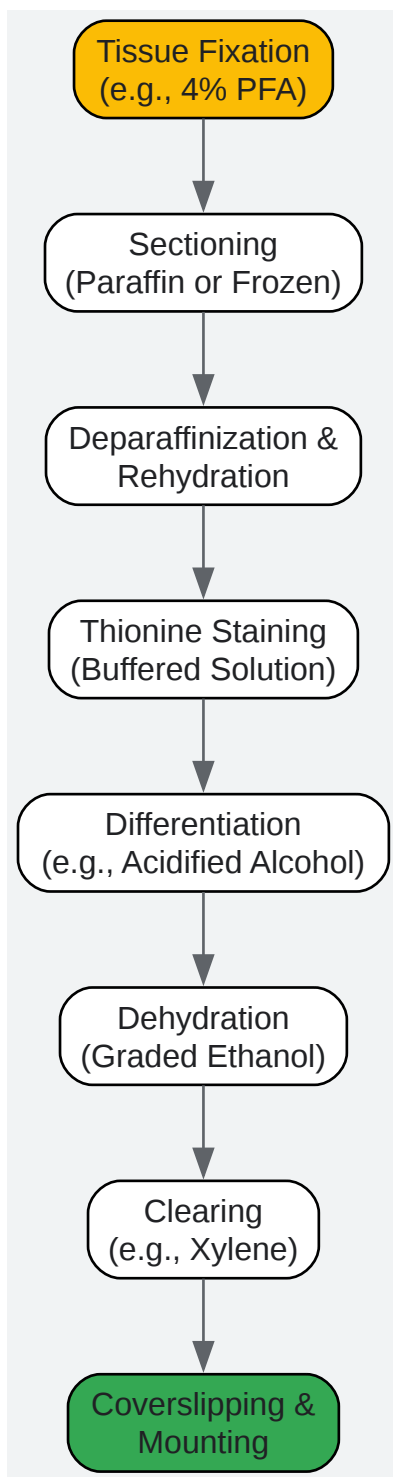 Tissue Fixation
(e.g., 4% PFA)
Sectioning
(Paraffin or Frozen)
Deparaffinization &
Rehydration
Thionine Staining
(Buffered Solution)
Differentiation
(e.g., Acidified Alcohol)
Dehydration
(Graded Ethanol)
Clearing
(e.g., Xylene)
Coverslipping &
Mounting